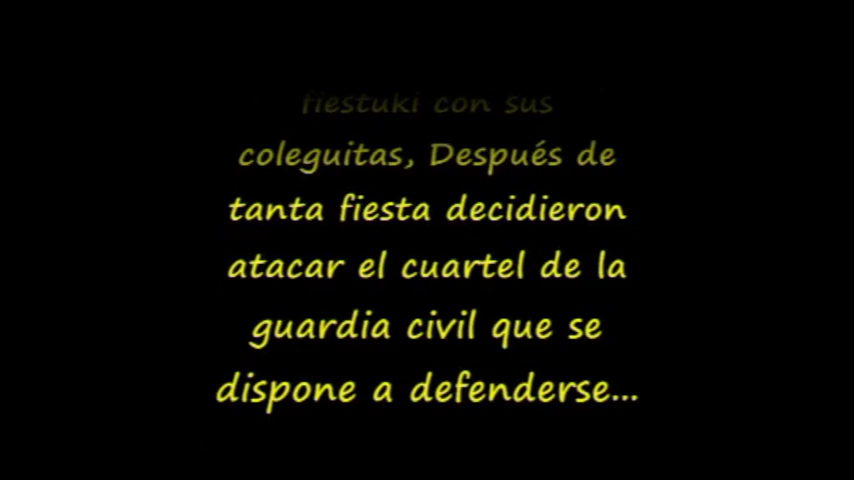 fiestuki con sus
coleguitas, Después de
tanta fiesta decidieron
atacar el cuartel de la
guardia civil que se
dispone a defenderse...